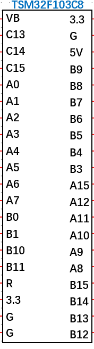 TSM32F103C8
VB 3.3
C13 G
C14 5V
C15 B9
A0 B8
A1 B7
A2 B6
A3 B5
A4 B4
A5 B3
A6 A15
A7 A12
B0 A11
B1 A10
B10 A9
B11 A8
R B15
3.3 B14
G B13
G B12